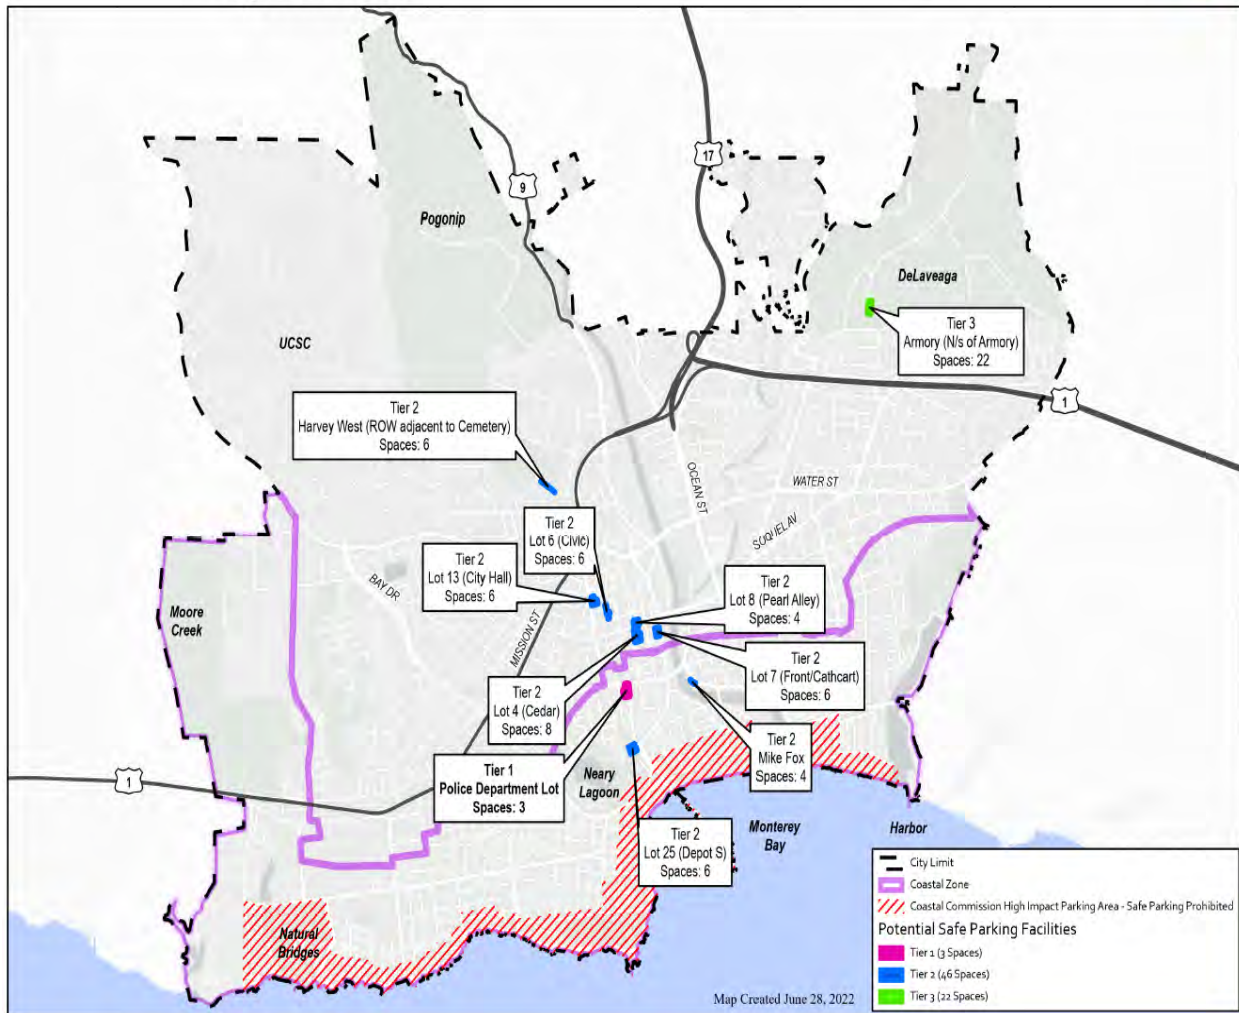 17
9
Pogonip
DeLaveaga
UCSC
Tier 3
Armory (N/s of Armory)
Spaces: 22
1
Tier 2
Harvey West (ROW adjacent to Cemetery)
Spaces: 6
OCEAN ST
WATER ST
SOQUEL AV
Tier 2
Lot 6 (Civic)
Spaces: 6
Tier 2
Lot 13 (City Hall)
Spaces: 6
BAY DR
Tier 2
Lot 8 (Pearl Alley)
Spaces: 4
Moore
Creek
MISSION ST
Tier 2
Lot 7 (Front/Cathcart)
Spaces: 6
Tier 2
Lot 4 (Cedar)
Spaces: 8
Tier 2
Mike Fox
Spaces: 4
Tier 1
Police Department Lot
Spaces: 3
1
Neary
Lagoon
Tier 2
Lot 25 (Depot S)
Spaces: 6
Monterey
Bay
Harbor
Natural
Bridges
City Limit
Coastal Zone
Coastal Commission High Impact Parking Area - Safe Parking Prohibited
Potential Safe Parking Facilities
Tier 1 (3 Spaces)
Tier 2 (46 Spaces)
Tier 3 (22 Spaces)
Map Created June 28, 2022